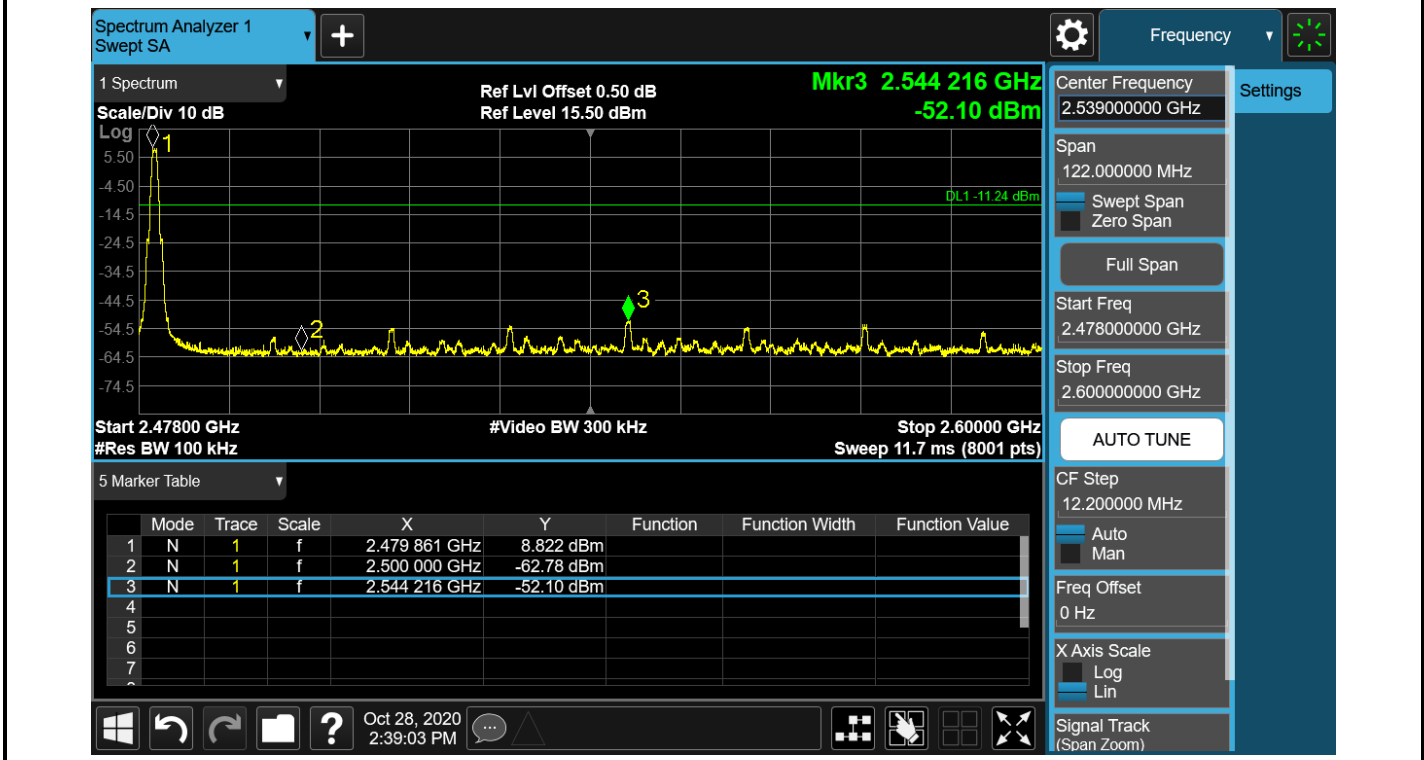 Spectrum Analyzer 1
Swept SA
Frequency
1 Spectrum
Scale/Div 10 dB
Ref Lvl Offset 0.50 dB
Ref Level 15.50 dBm
Mkr3 2.544 216 GHz
-52.10 dBm
Log
5.50
-4.50
-14.5
-24.5
-34.5
-44.5
-54.5
-64.5
-74.5
1
2
3
DL1 -11.24 dBm
Start 2.47800 GHz
#Res BW 100 kHz
#Video BW 300 kHz
Stop 2.60000 GHz
Sweep 11.7 ms (8001 pts)
5 Marker Table
Mode Trace Scale X Y Function Function Width Function Value
1 N 1 f 2.479 861 GHz 8.822 dBm
2 N 1 f 2.500 000 GHz -62.78 dBm
3 N 1 f 2.544 216 GHz -52.10 dBm
4
5
6
7
?
Oct 28, 2020
2:39:03 PM
Center Frequency
2.539000000 GHz
Settings
Span
122.000000 MHz
Swept Span
Zero Span
Full Span
Start Freq
2.478000000 GHz
Stop Freq
2.600000000 GHz
AUTO TUNE
CF Step
12.200000 MHz
Auto
Man
Freq Offset
0 Hz
X Axis Scale
Log
Lin
Signal Track
(Span Zoom)